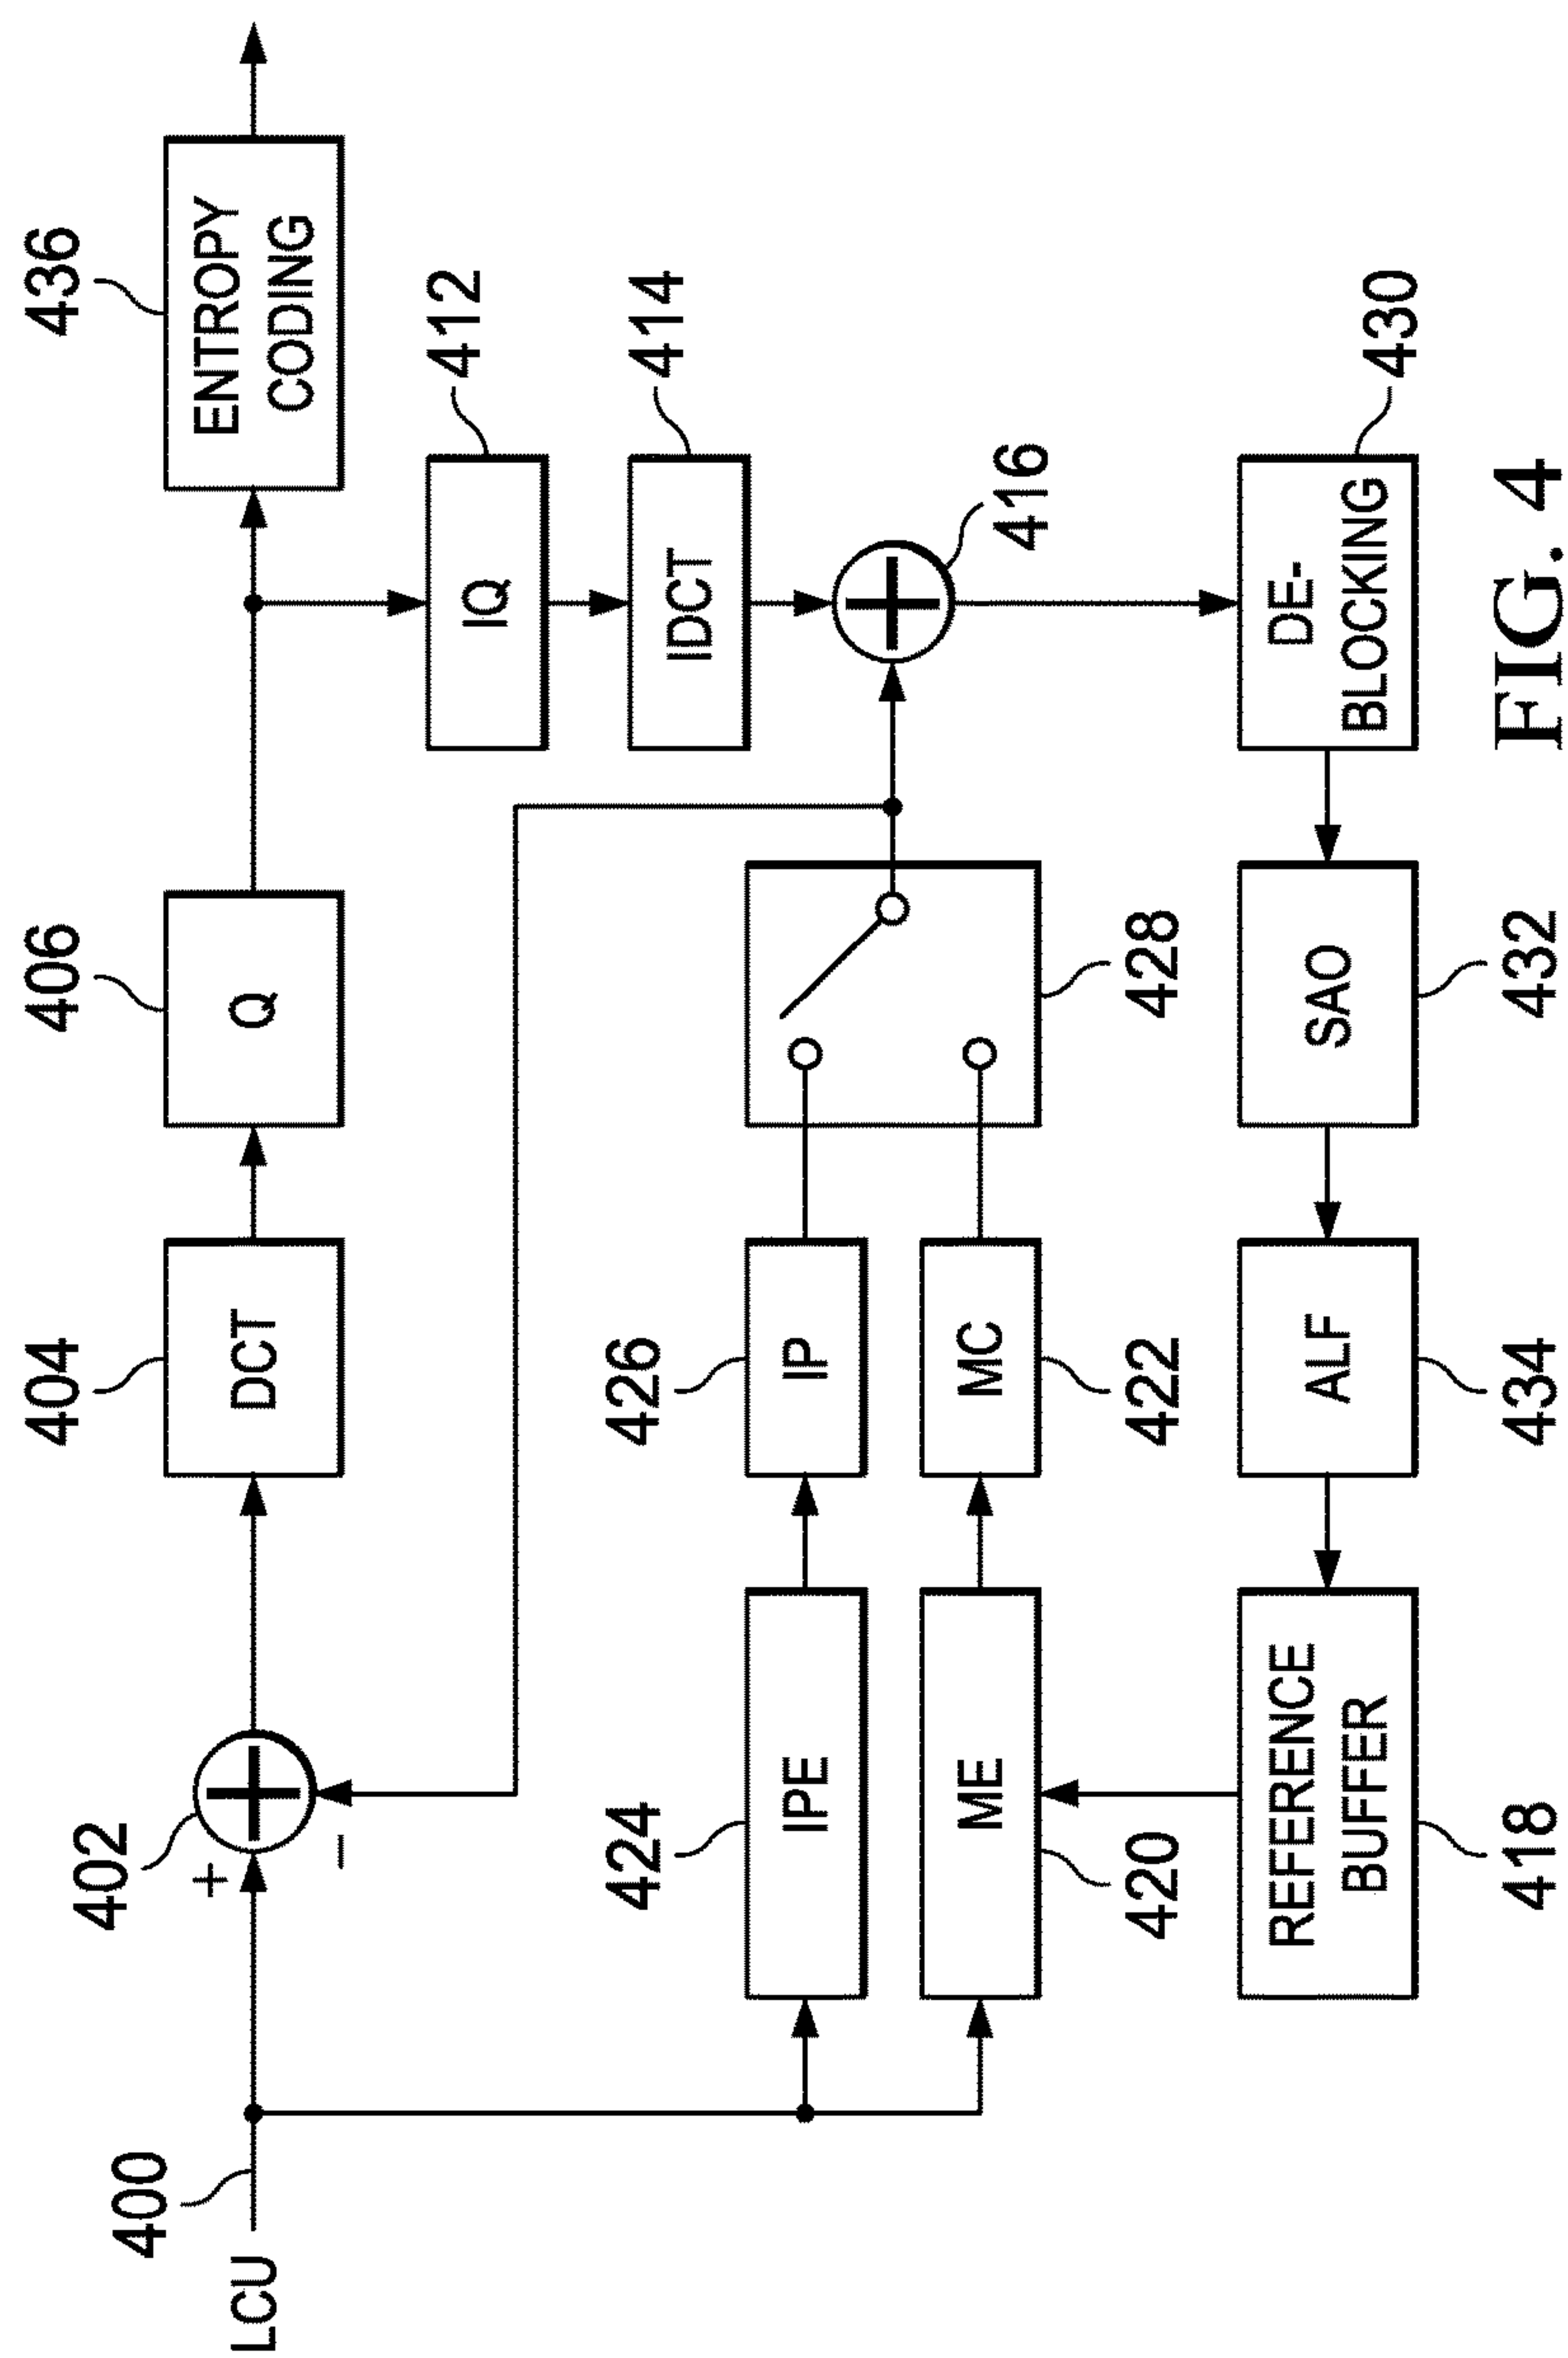 402
404
406
436
400
LCU
+
−
DCT
Q
ENTROPY
CODING
IQ
412
IDCT
414
424
426
IPE
IP
ME
MC
420
422
428
416
REFERENCE
BUFFER
ALF
SAO
DE-
BLOCKING
430
418
434
432
FIG. 4